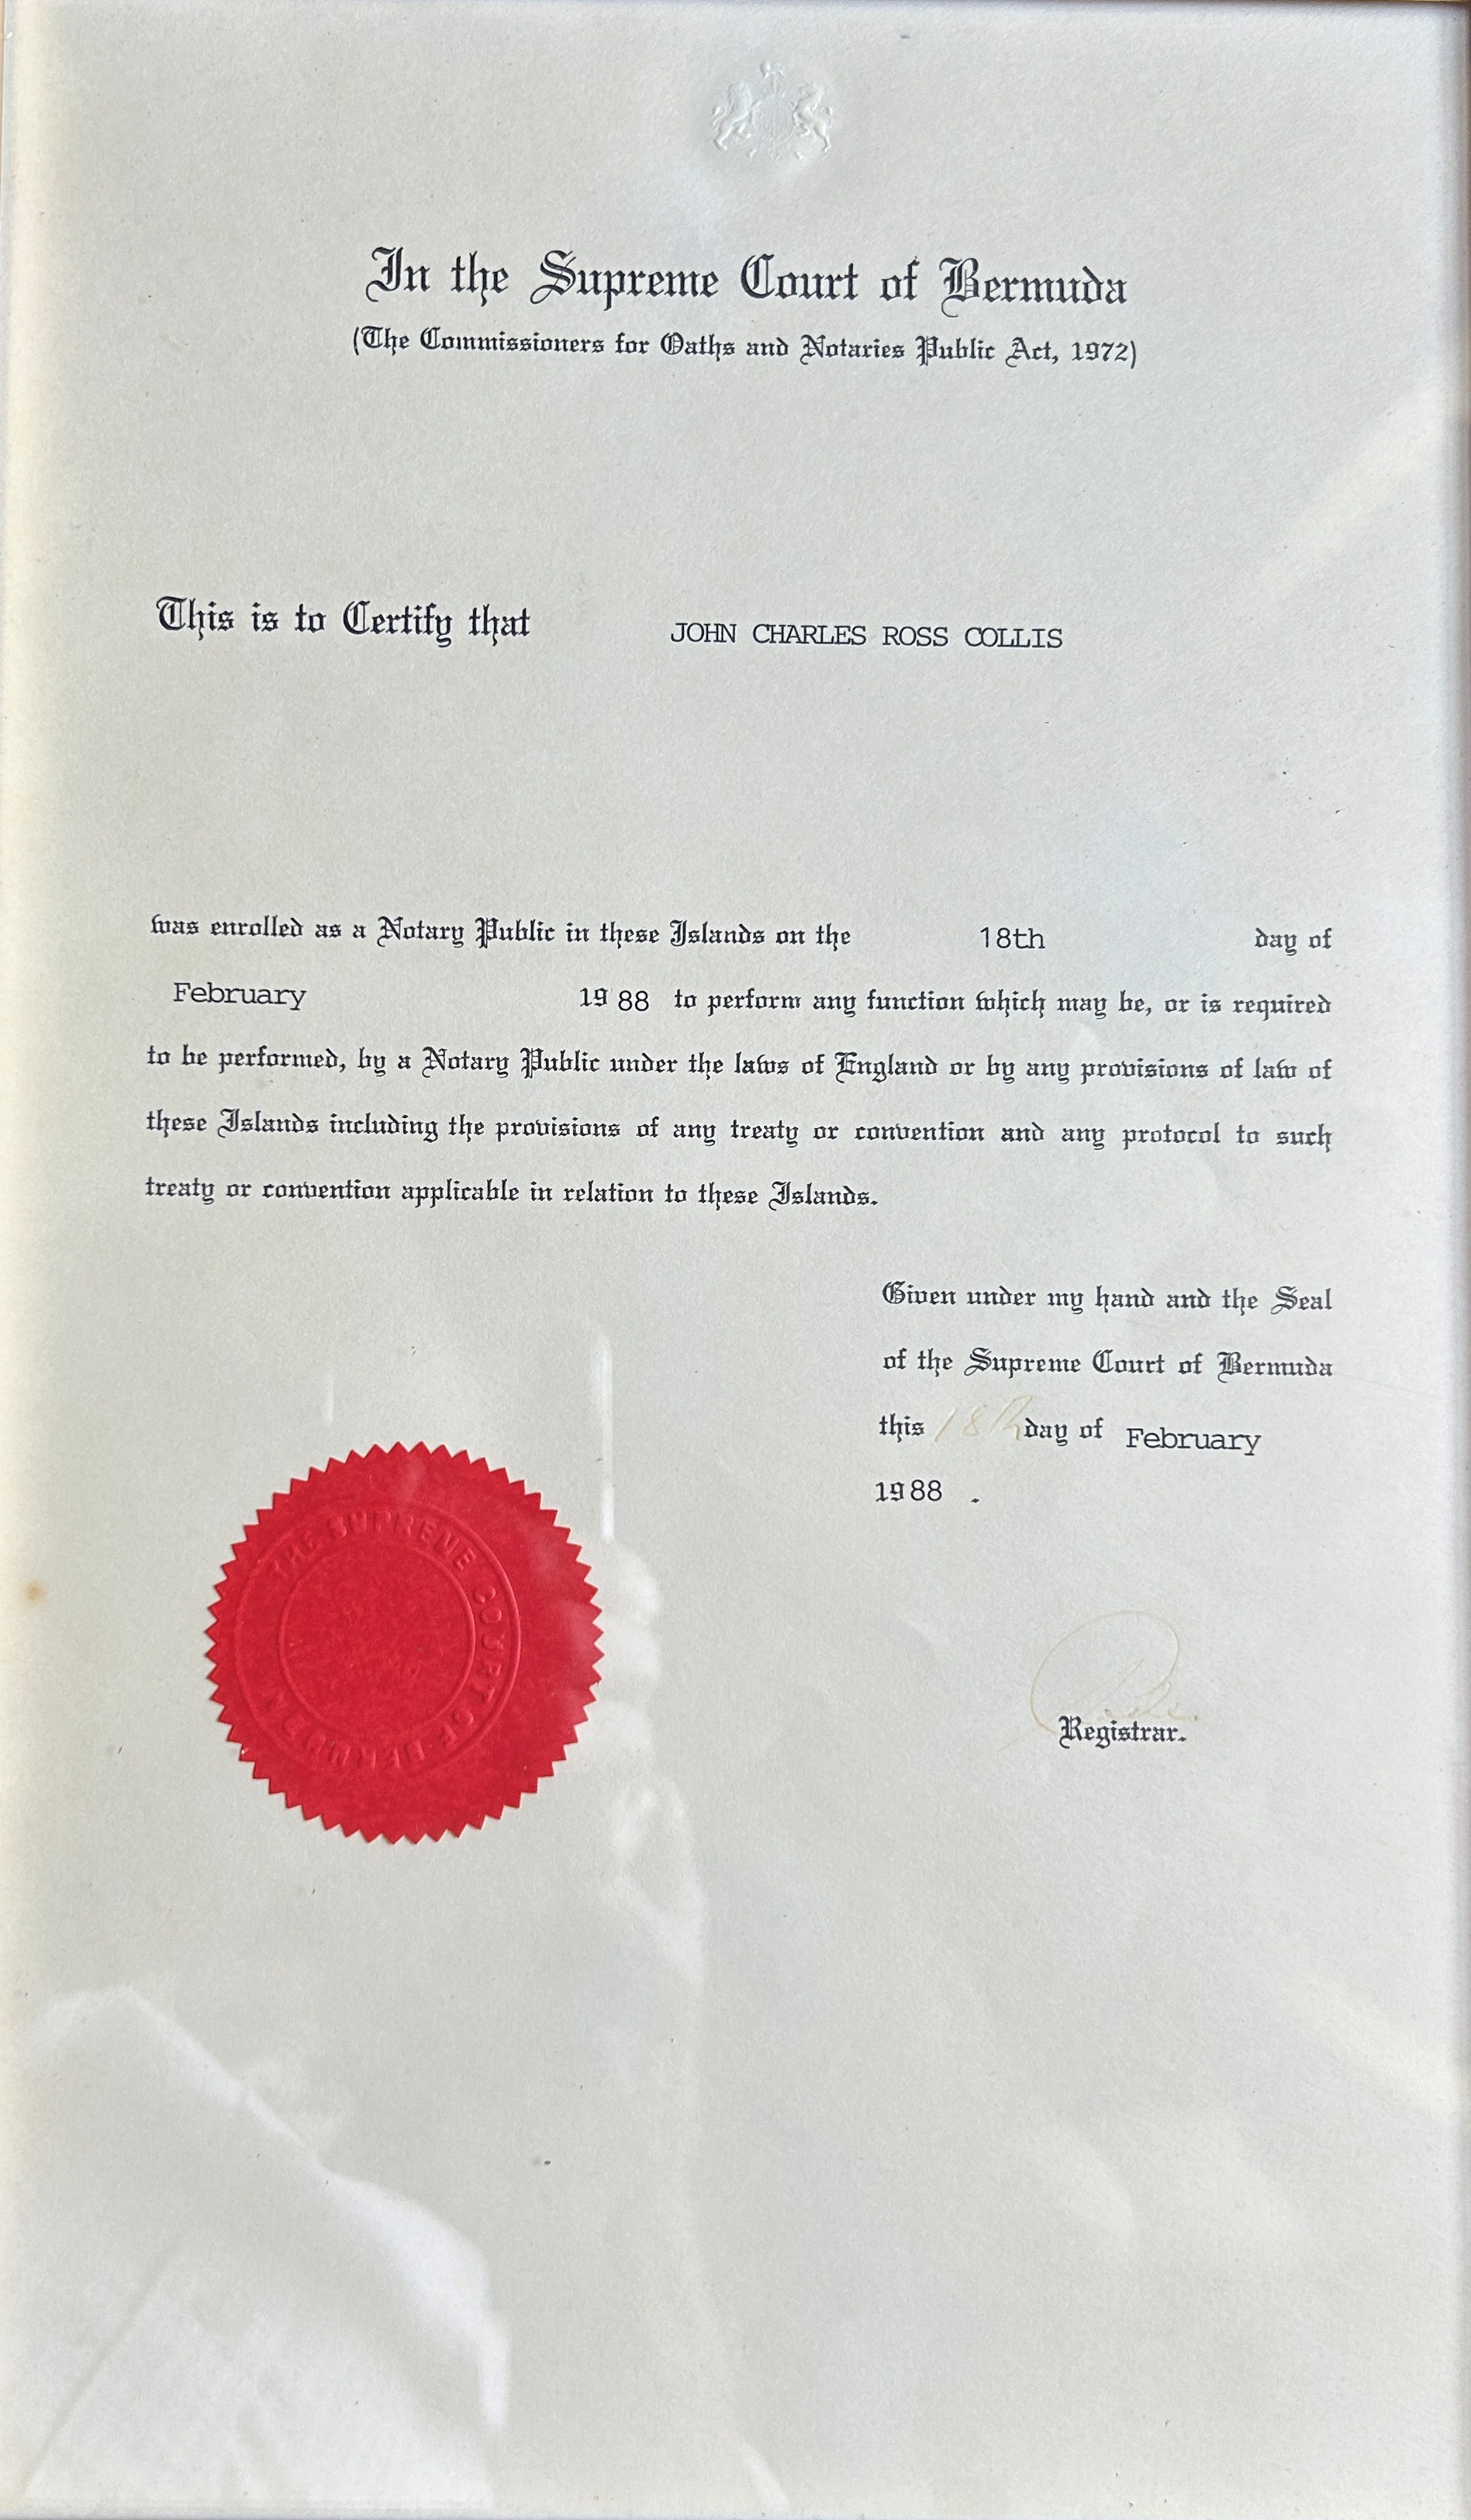 In the Supreme Court of Bermuda
(The Commissioners for Oaths and Notaries Public Act, 1972)
This is to Certify that JOHN CHARLES ROSS COLLIS
was enrolled as a Notary Public in these Islands on the 18th day of
February 1988 to perform any function which may be, or is required
to be performed, by a Notary Public under the laws of England or by any provisions of law of
these Islands including the provisions of any treaty or convention and any protocol to such
treaty or convention applicable in relation to these Islands.
Given under my hand and the Seal
of the Supreme Court of Bermuda
this 18th day of February
1988 .
THE SUPREME COURT OF BERMUDA
Registrar.